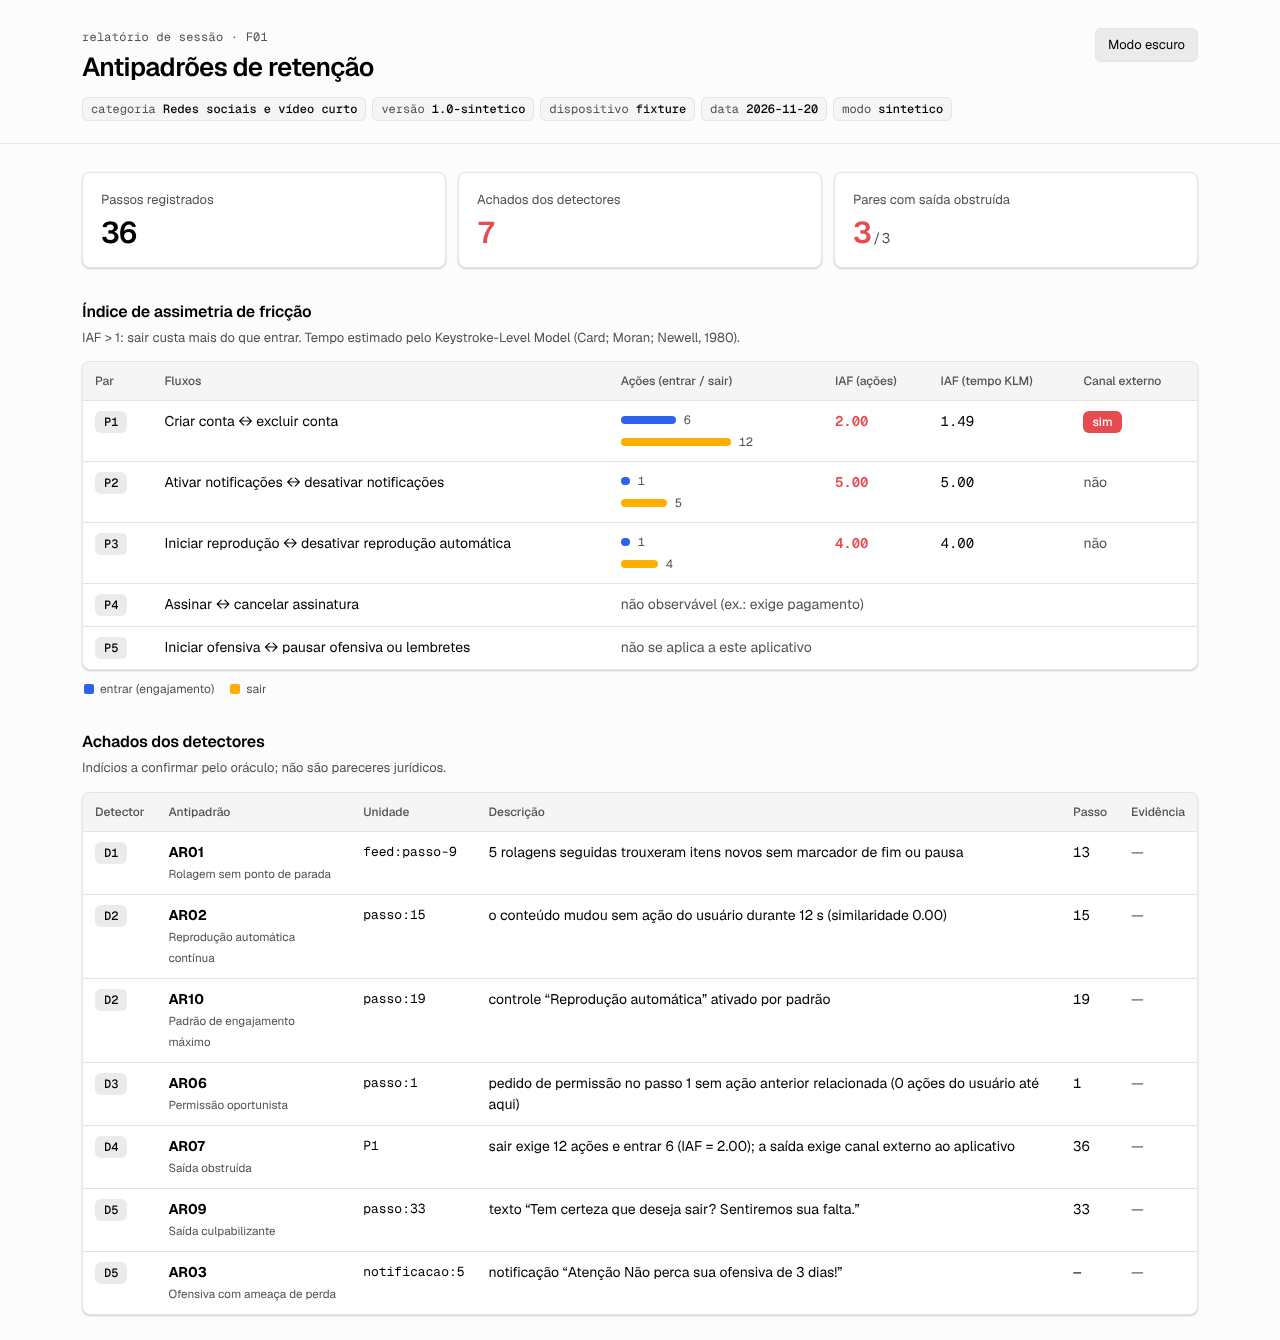 relatório de sessão · F01
Antipadrões de retenção
Modo escuro
categoria Redes sociais e vídeo curto
versão 1.0-sintetico
dispositivo fixture
data 2026-11-20
modo sintetico
Passos registrados
36
Achados dos detectores
7
Pares com saída obstruída
3 / 3
Índice de assimetria de fricção
IAF > 1: sair custa mais do que entrar. Tempo estimado pelo Keystroke-Level Model (Card; Moran; Newell, 1980).
Par Fluxos Ações (entrar / sair) IAF (ações) IAF (tempo KLM) Canal externo
P1 Criar conta ↔ excluir conta 6 2.00 1.49 sim
12
P2 Ativar notificações ↔ desativar notificações 1 5.00 5.00 não
5
P3 Iniciar reprodução ↔ desativar reprodução automática 1 4.00 4.00 não
4
P4 Assinar ↔ cancelar assinatura não observável (ex.: exige pagamento)
P5 Iniciar ofensiva ↔ pausar ofensiva ou lembretes não se aplica a este aplicativo
entrar (engajamento) sair
Achados dos detectores
Indícios a confirmar pelo oráculo; não são pareceres jurídicos.
Detector Antipadrão Unidade Descrição Passo Evidência
D1 AR01 feed:passo-9 5 rolagens seguidas trouxeram itens novos sem marcador de fim ou pausa 13 —
Rolagem sem ponto de parada
D2 AR02 passo:15 o conteúdo mudou sem ação do usuário durante 12 s (similaridade 0.00) 15 —
Reprodução automática
contínua
D2 AR10 passo:19 controle “Reprodução automática” ativado por padrão 19 —
Padrão de engajamento
máximo
D3 AR06 passo:1 pedido de permissão no passo 1 sem ação anterior relacionada (0 ações do usuário até 1 —
Permissão oportunista aqui)
D4 AR07 P1 sair exige 12 ações e entrar 6 (IAF = 2.00); a saída exige canal externo ao aplicativo 36 —
Saída obstruída
D5 AR09 passo:33 texto “Tem certeza que deseja sair? Sentiremos sua falta.” 33 —
Saída culpabilizante
D5 AR03 notificacao:5 notificação “Atenção Não perca sua ofensiva de 3 dias!” – —
Ofensiva com ameaça de perda